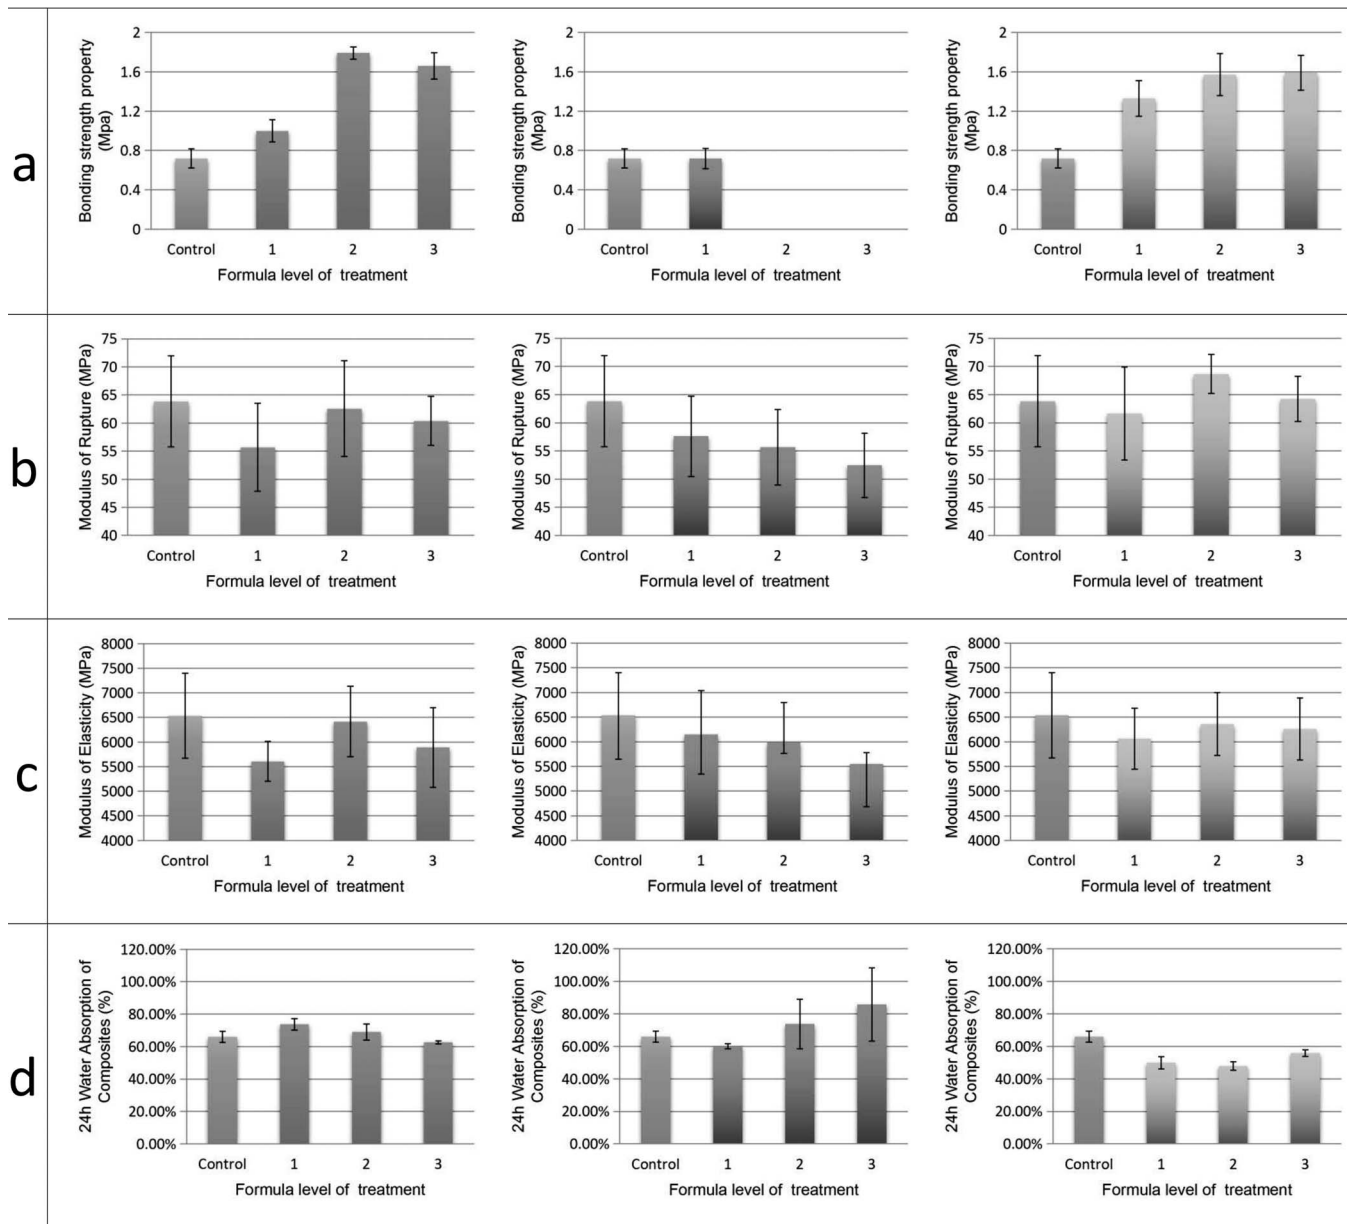 a
Bonding strength property
(Mpa)
2
1.6
1.2
0.8
0.4
0
Control 1 2 3
Formula level of treatment
Bonding strength property
(Mpa)
2
1.6
1.2
0.8
0.4
0
Control 1 2 3
Formula level of treatment
Bonding strength property
(Mpa)
2
1.6
1.2
0.8
0.4
0
Control 1 2 3
Formula level of treatment
b
Modulus of Rupture (MPa)
75
70
65
60
55
50
45
40
Control 1 2 3
Formula level of treatment
Modulus of Rupture (MPa)
75
70
65
60
55
50
45
40
Control 1 2 3
Formula level of treatment
Modulus of Rupture (MPa)
75
70
65
60
55
50
45
40
Control 1 2 3
Formula level of treatment
c
Modulus of Elasticity (MPa)
8000
7500
7000
6500
6000
5500
5000
4500
4000
Control 1 2 3
Formula level of treatment
Modulus of Elasticity (MPa)
8000
7500
7000
6500
6000
5500
5000
4500
4000
Control 1 2 3
Formula level of treatment
Modulus of Elasticity (MPa)
8000
7500
7000
6500
6000
5500
5000
4500
4000
Control 1 2 3
Formula level of treatment
d
24h Water Absorption of
Composites (%)
120.00%
100.00%
80.00%
60.00%
40.00%
20.00%
0.00%
Control 1 2 3
Formula level of treatment
24h Water Absorption of
Composites (%)
120.00%
100.00%
80.00%
60.00%
40.00%
20.00%
0.00%
Control 1 2 3
Formula level of treatment
24h Water Absorption of
Composites (%)
120.00%
100.00%
80.00%
60.00%
40.00%
20.00%
0.00%
Control 1 2 3
Formula level of treatment